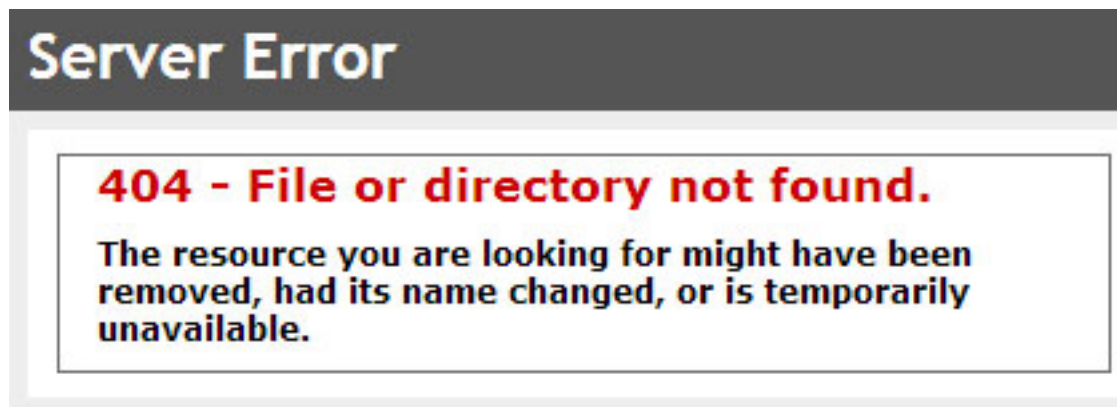 Server Error
404 - File or directory not found.
The resource you are looking for might have been
removed, had its name changed, or is temporarily
unavailable.